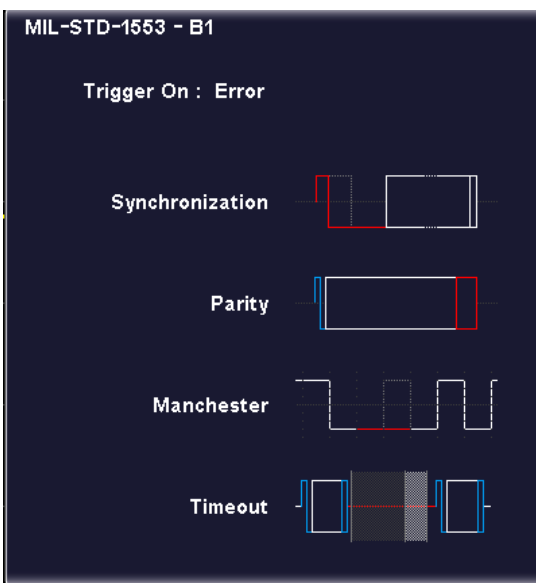 MIL-STD-1553 - B1
Trigger On : Error
Synchronization
Parity
Manchester
Timeout